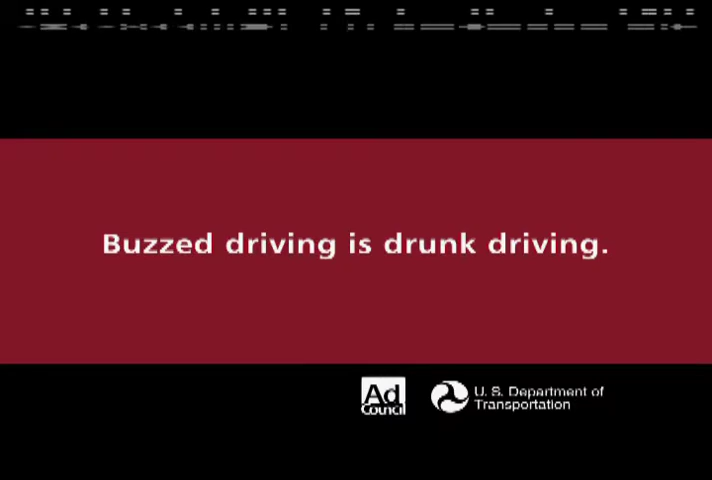 Buzzed driving is drunk driving.
Ad
Council
U. S. Department of
Transportation